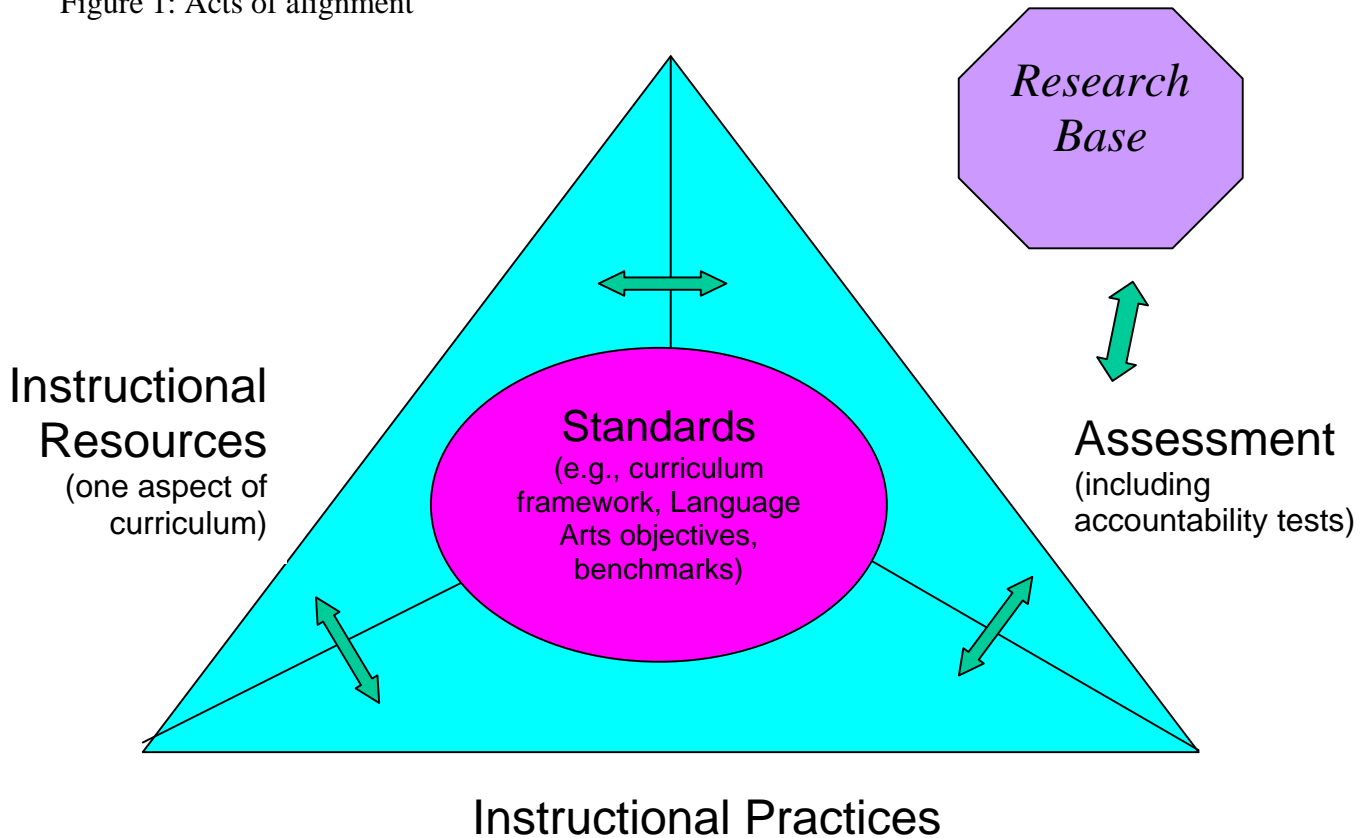 Figure 1: Acts of alignment
Research
Base
Instructional
Resources
(one aspect of
curriculum)
Standards
(e.g., curriculum
framework, Language
Arts objectives,
benchmarks)
Assessment
(including
accountability tests)
Instructional Practices